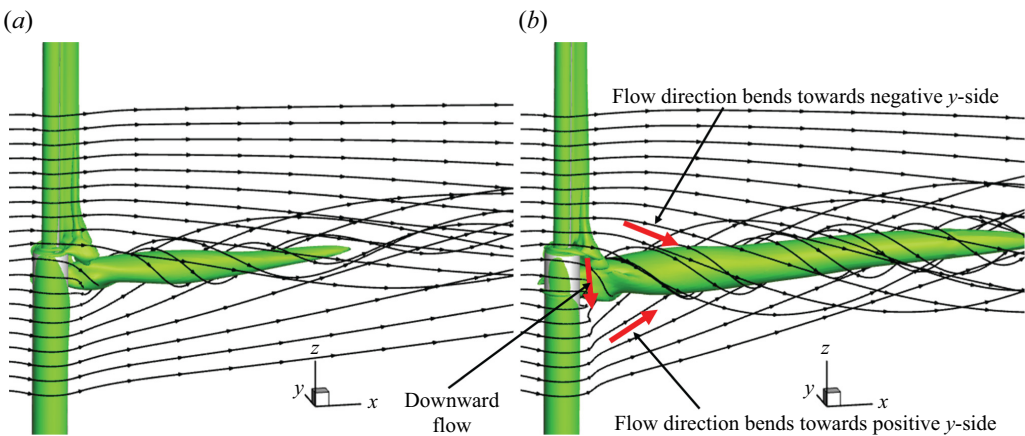 (a)
(b)
Flow direction bends towards negative y-side
z
y
x
Downward
flow
z
y
x
Flow direction bends towards positive y-side